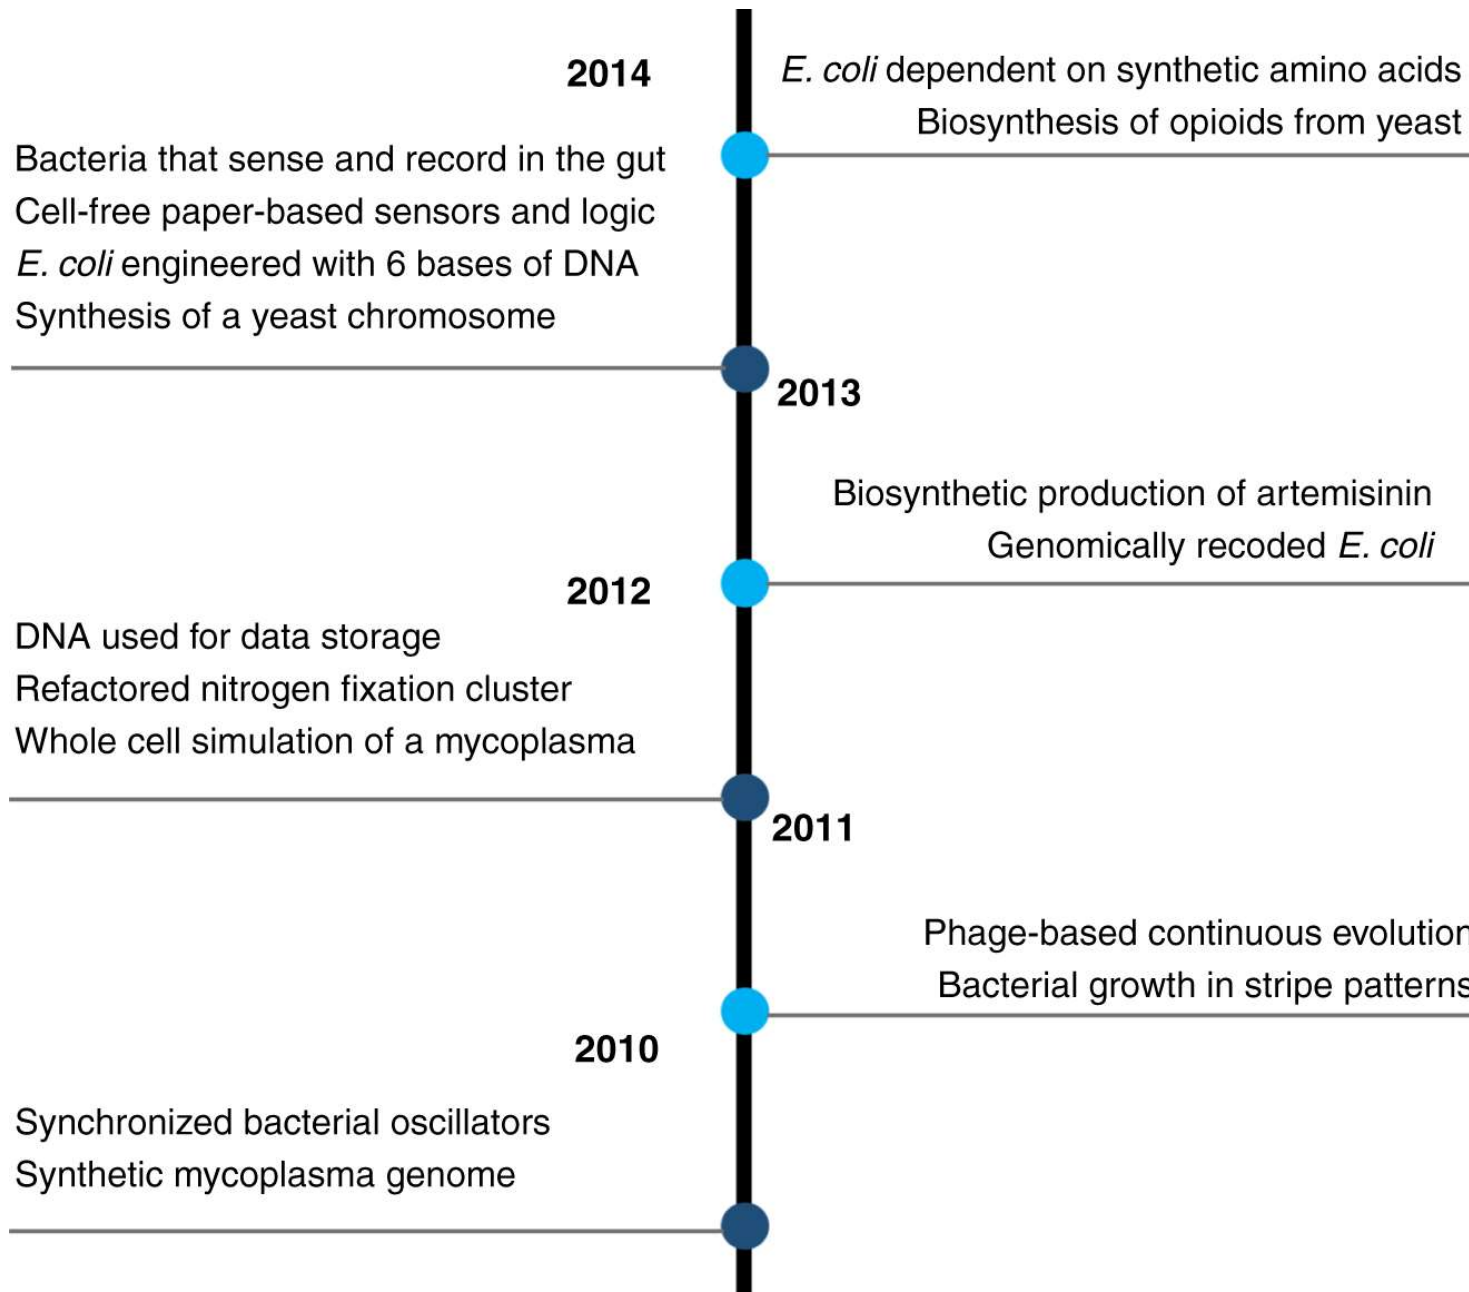 2014
E. coli dependent on synthetic amino acids
Biosynthesis of opioids from yeast
Bacteria that sense and record in the gut
Cell-free paper-based sensors and logic
E. coli engineered with 6 bases of DNA
Synthesis of a yeast chromosome
2013
Biosynthetic production of artemisinin
Genomically recoded E. coli
2012
DNA used for data storage
Refactored nitrogen fixation cluster
Whole cell simulation of a mycoplasma
2011
Phage-based continuous evolution
Bacterial growth in stripe patterns
2010
Synchronized bacterial oscillators
Synthetic mycoplasma genome